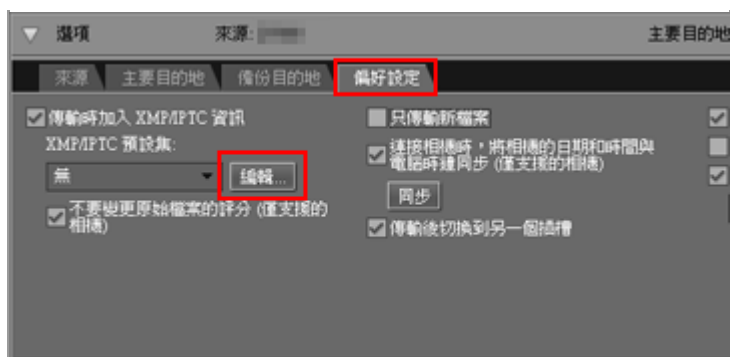 選項 來源: 主要目的地
來源 主要目的地 備份目的地 偏好設定
傳輸時加入 XMP/IPTC 資訊
XMP/IPTC 預設集:
無 編輯...
不要變更原始檔案的評分 (僅支援的
相機)
只傳輸新檔案
連接相機時，將相機的日期和時間與
電腦時鐘同步 (僅支援的相機)
同步
傳輸後切換到另一個插槽